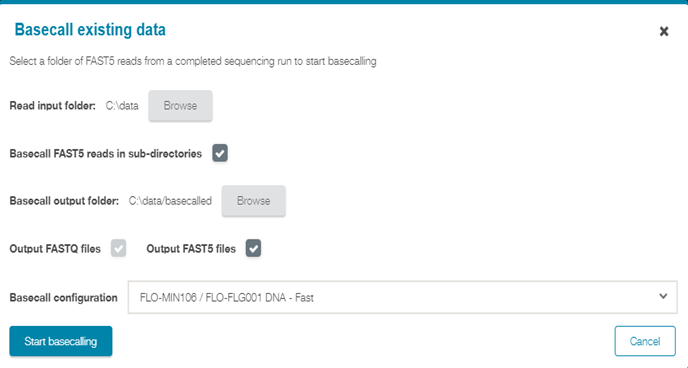 Basecall existing data
Select a folder of FAST5 reads from a completed sequencing run to start basecalling
Read input folder: C:\data Browse
Basecall FAST5 reads in sub-directories
Basecall output folder: C:\data/basecalled Browse
Output FASTQ files Output FAST5 files
Basecall configuration FLO-MIN106 / FLO-FLG001 DNA - Fast
Start basecalling Cancel